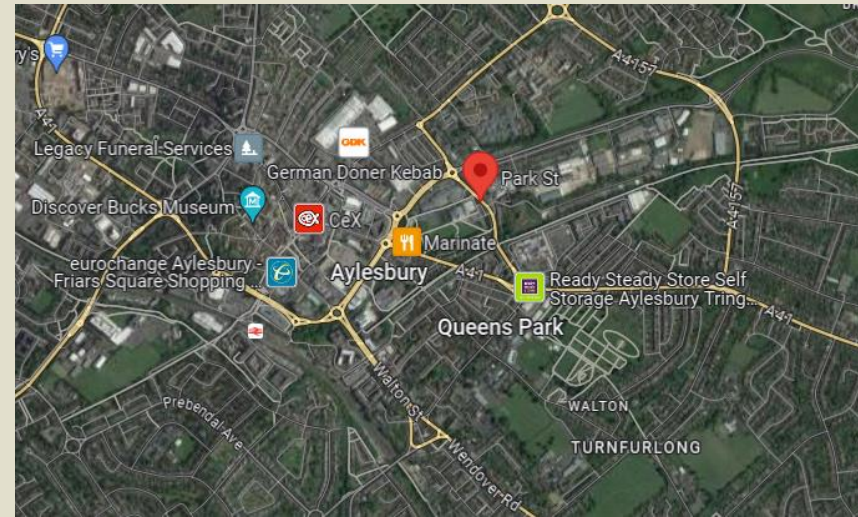 ry's
A41
A4157
Legacy Funeral Services
GDK
German Doner Kebab
Park St
Discover Bucks Museum
CeX
Marinate
A4157
eurochange Aylesbury -
Friars Square Shopping...
Aylesbury
A41
Ready Steady Store Self
Storage Aylesbury Tring...
A41
Queens Park
Walton St
Prebendal Ave
WALTON
Wendover Rd
TURNFURLONG